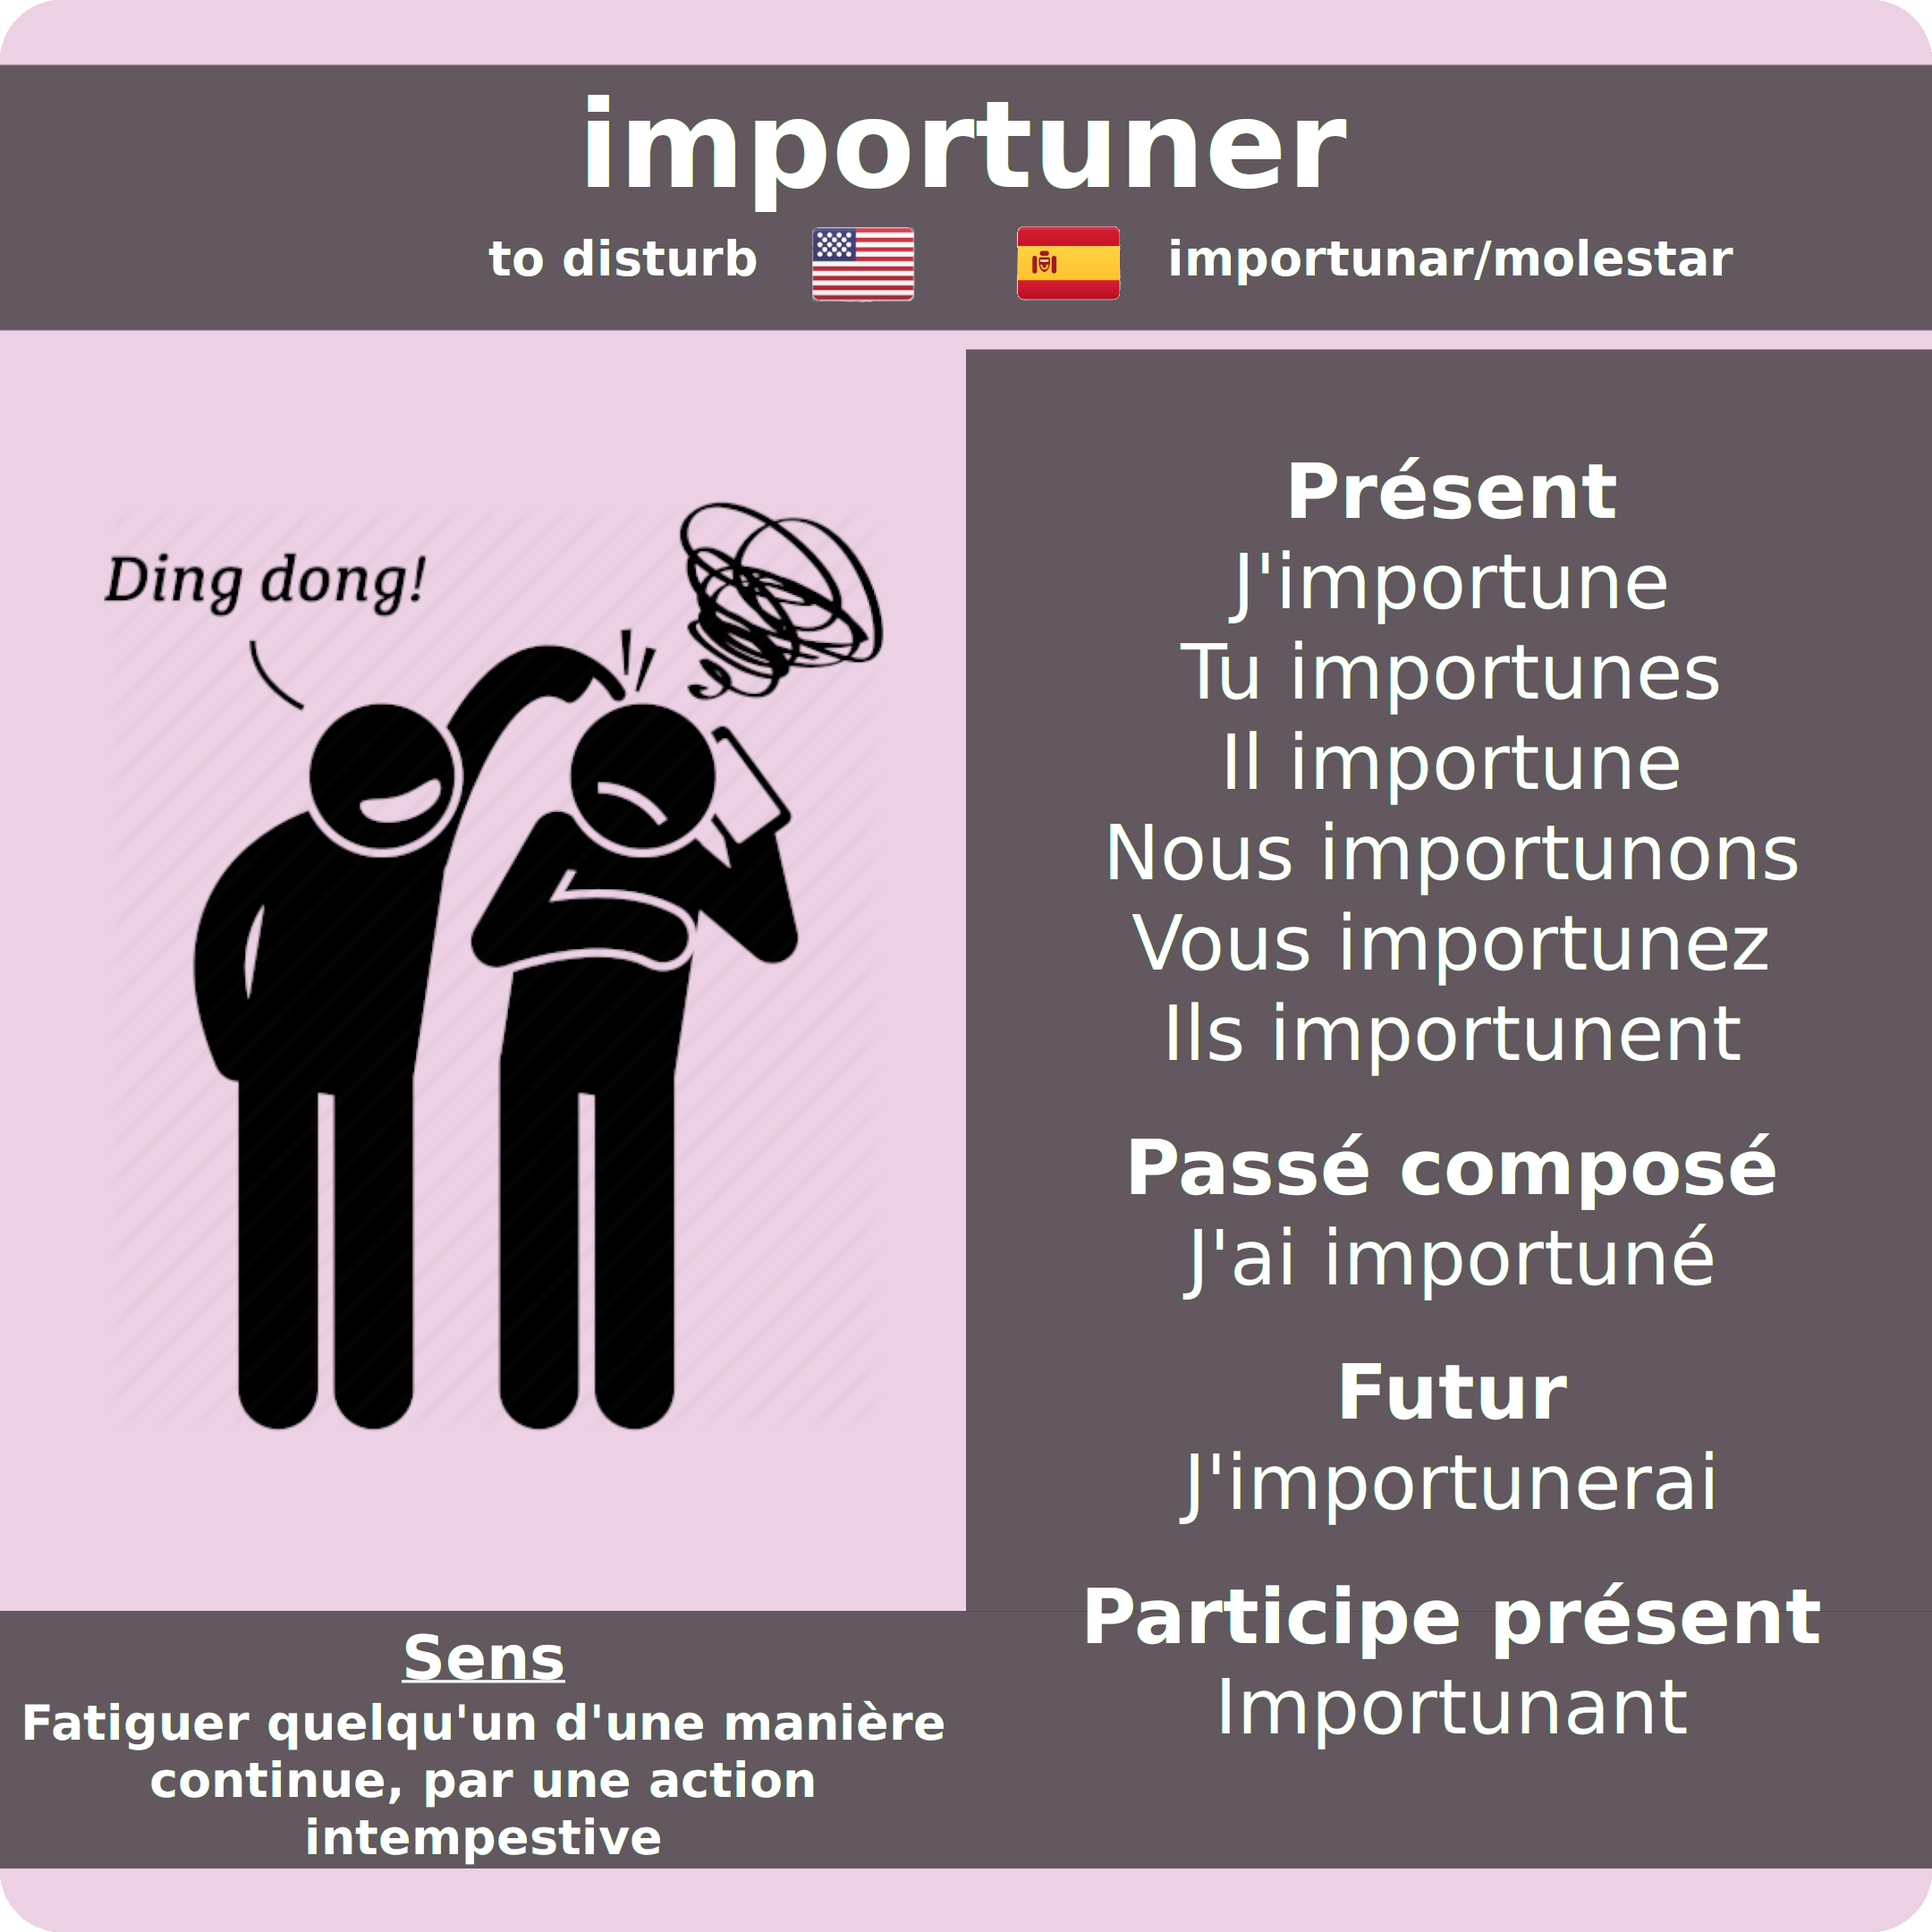 importuner
to disturb importunar/molestar
Ding dong!
Présent
J'importune
Tu importunes
Il importune
Nous importunons
Vous importunez
Ils importunent
Passé composé
J'ai importuné
Futur
J'importunerai
Participe présent
Importunant
Sens
Fatiguer quelqu'un d'une manière
continue, par une action
intempestive